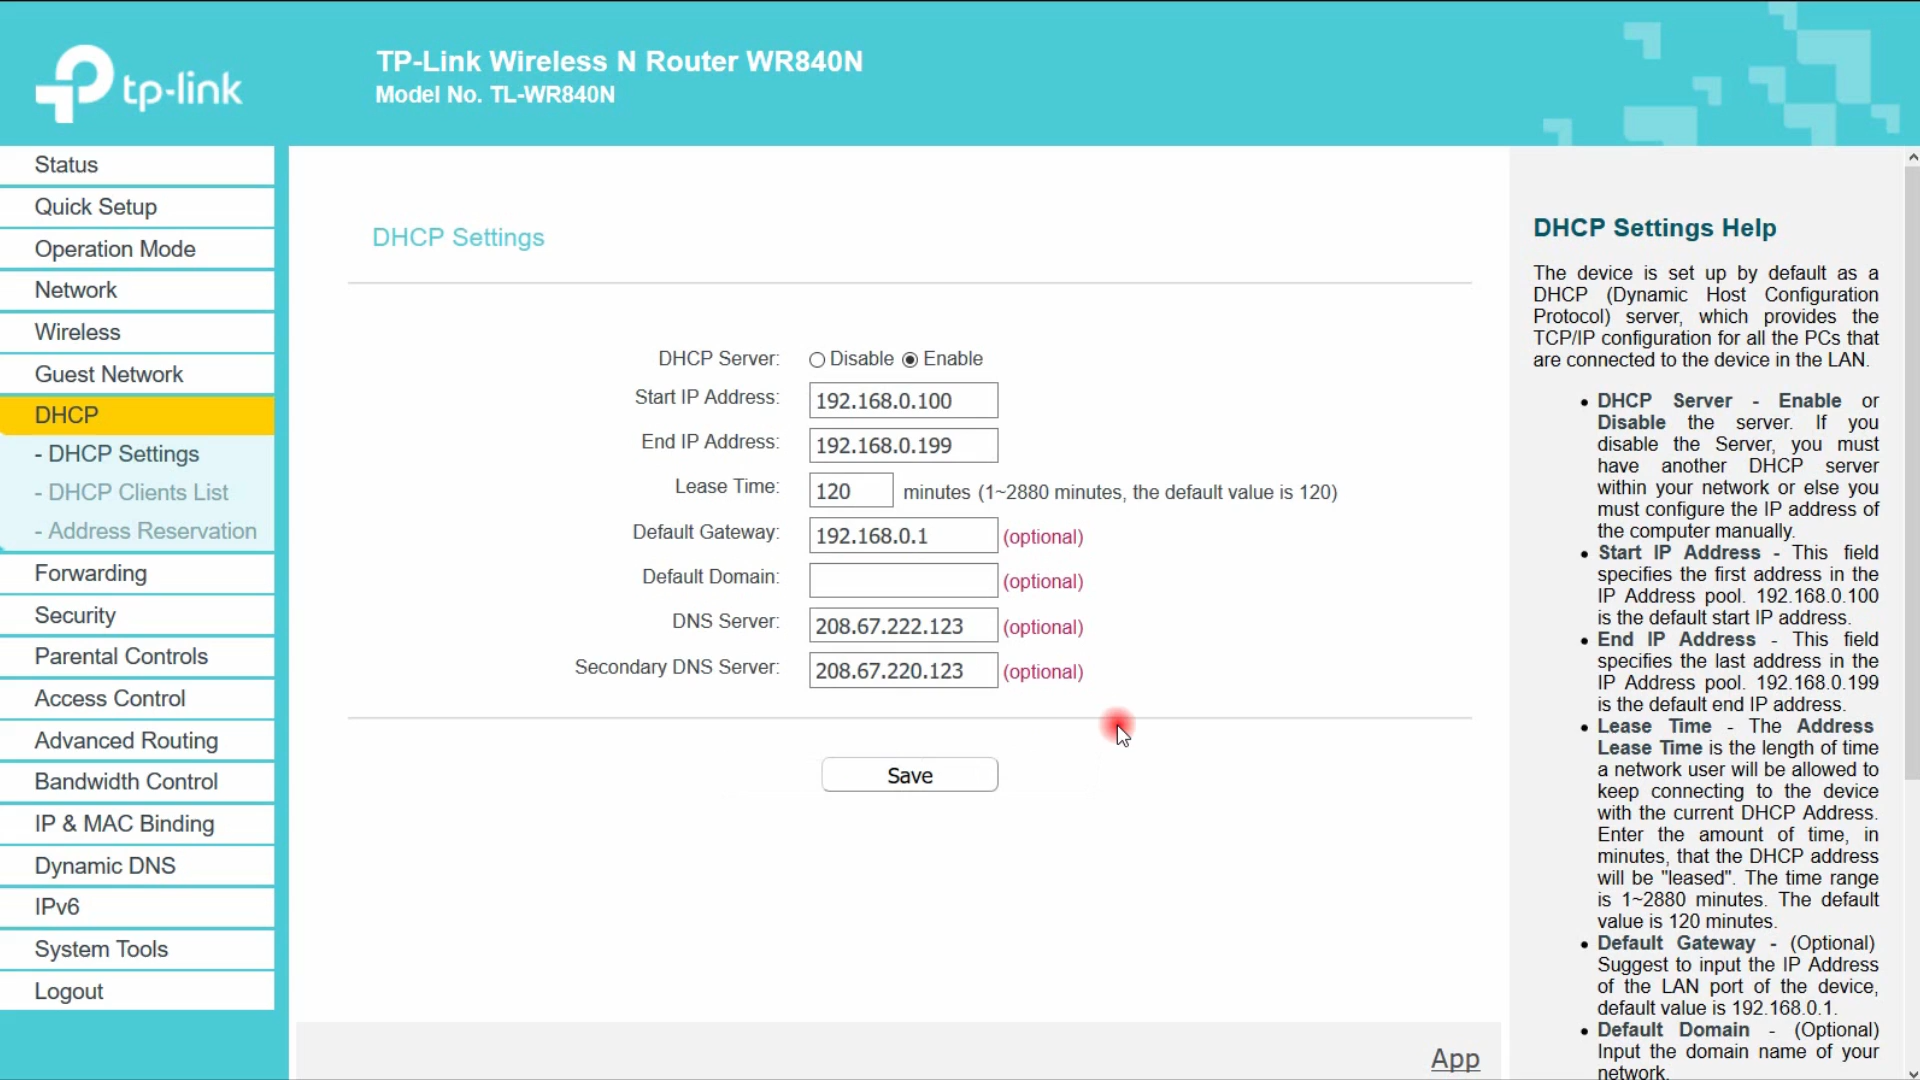 tp-link
TP-Link Wireless N Router WR840N
Model No. TL-WR840N
Status
Quick Setup
Operation Mode
Network
Wireless
Guest Network
DHCP
- DHCP Settings
- DHCP Clients List
- Address Reservation
Forwarding
Security
Parental Controls
Access Control
Advanced Routing
Bandwidth Control
IP & MAC Binding
Dynamic DNS
IPv6
System Tools
Logout
DHCP Settings
DHCP Server: Disable Enable
Start IP Address: 192.168.0.100
End IP Address: 192.168.0.199
Lease Time: 120 minutes (1~2880 minutes, the default value is 120)
Default Gateway: 192.168.0.1 (optional)
Default Domain: (optional)
DNS Server: 208.67.222.123 (optional)
Secondary DNS Server: 208.67.220.123 (optional)
Save
App
DHCP Settings Help
The device is set up by default as a
DHCP (Dynamic Host Configuration
Protocol) server, which provides the
TCP/IP configuration for all the PCs that
are connected to the device in the LAN.
• DHCP Server - Enable or
Disable the server. If you
disable the Server, you must
have another DHCP server
within your network or else you
must configure the IP address of
the computer manually.
• Start IP Address - This field
specifies the first address in the
IP Address pool. 192.168.0.100
is the default start IP address.
• End IP Address - This field
specifies the last address in the
IP Address pool. 192.168.0.199
is the default end IP address.
• Lease Time - The Address
Lease Time is the length of time
a network user will be allowed to
keep connecting to the device
with the current DHCP Address.
Enter the amount of time, in
minutes, that the DHCP address
will be "leased". The time range
is 1~2880 minutes. The default
value is 120 minutes.
• Default Gateway - (Optional)
Suggest to input the IP Address
of the LAN port of the device,
default value is 192.168.0.1.
• Default Domain - (Optional)
Input the domain name of your
network.